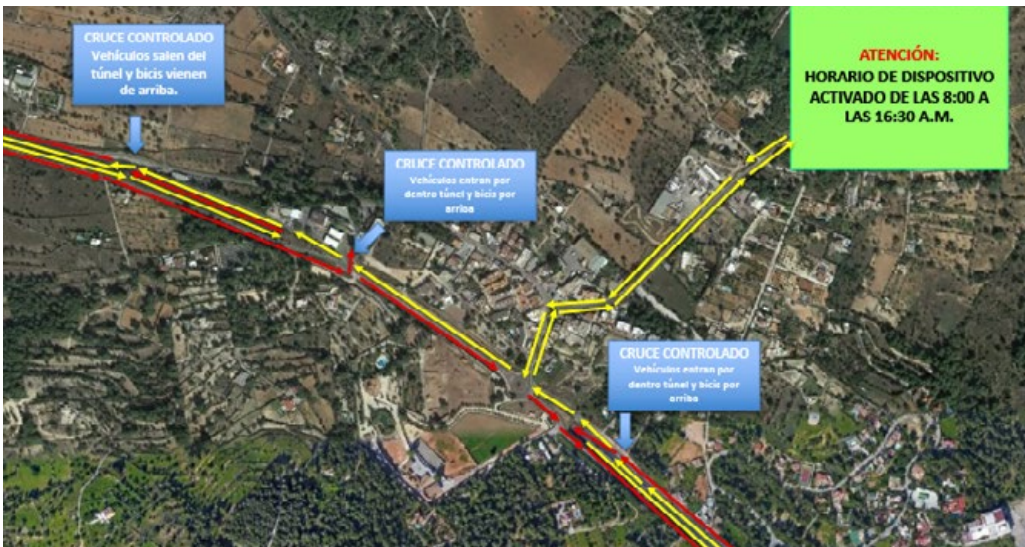 CRUCE CONTROLADO
Vehículos salen del
túnel y bicis vienen
de arriba.
ATENCIÓN:
HORARIO DE DISPOSITIVO
ACTIVADO DE LAS 8:00 A
LAS 16:30 A.M.
CRUCE CONTROLADO
Vehículos entran por
dentro túnel y bicis por
arriba
CRUCE CONTROLADO
Vehículos entran por
dentro túnel y bicis por
arriba